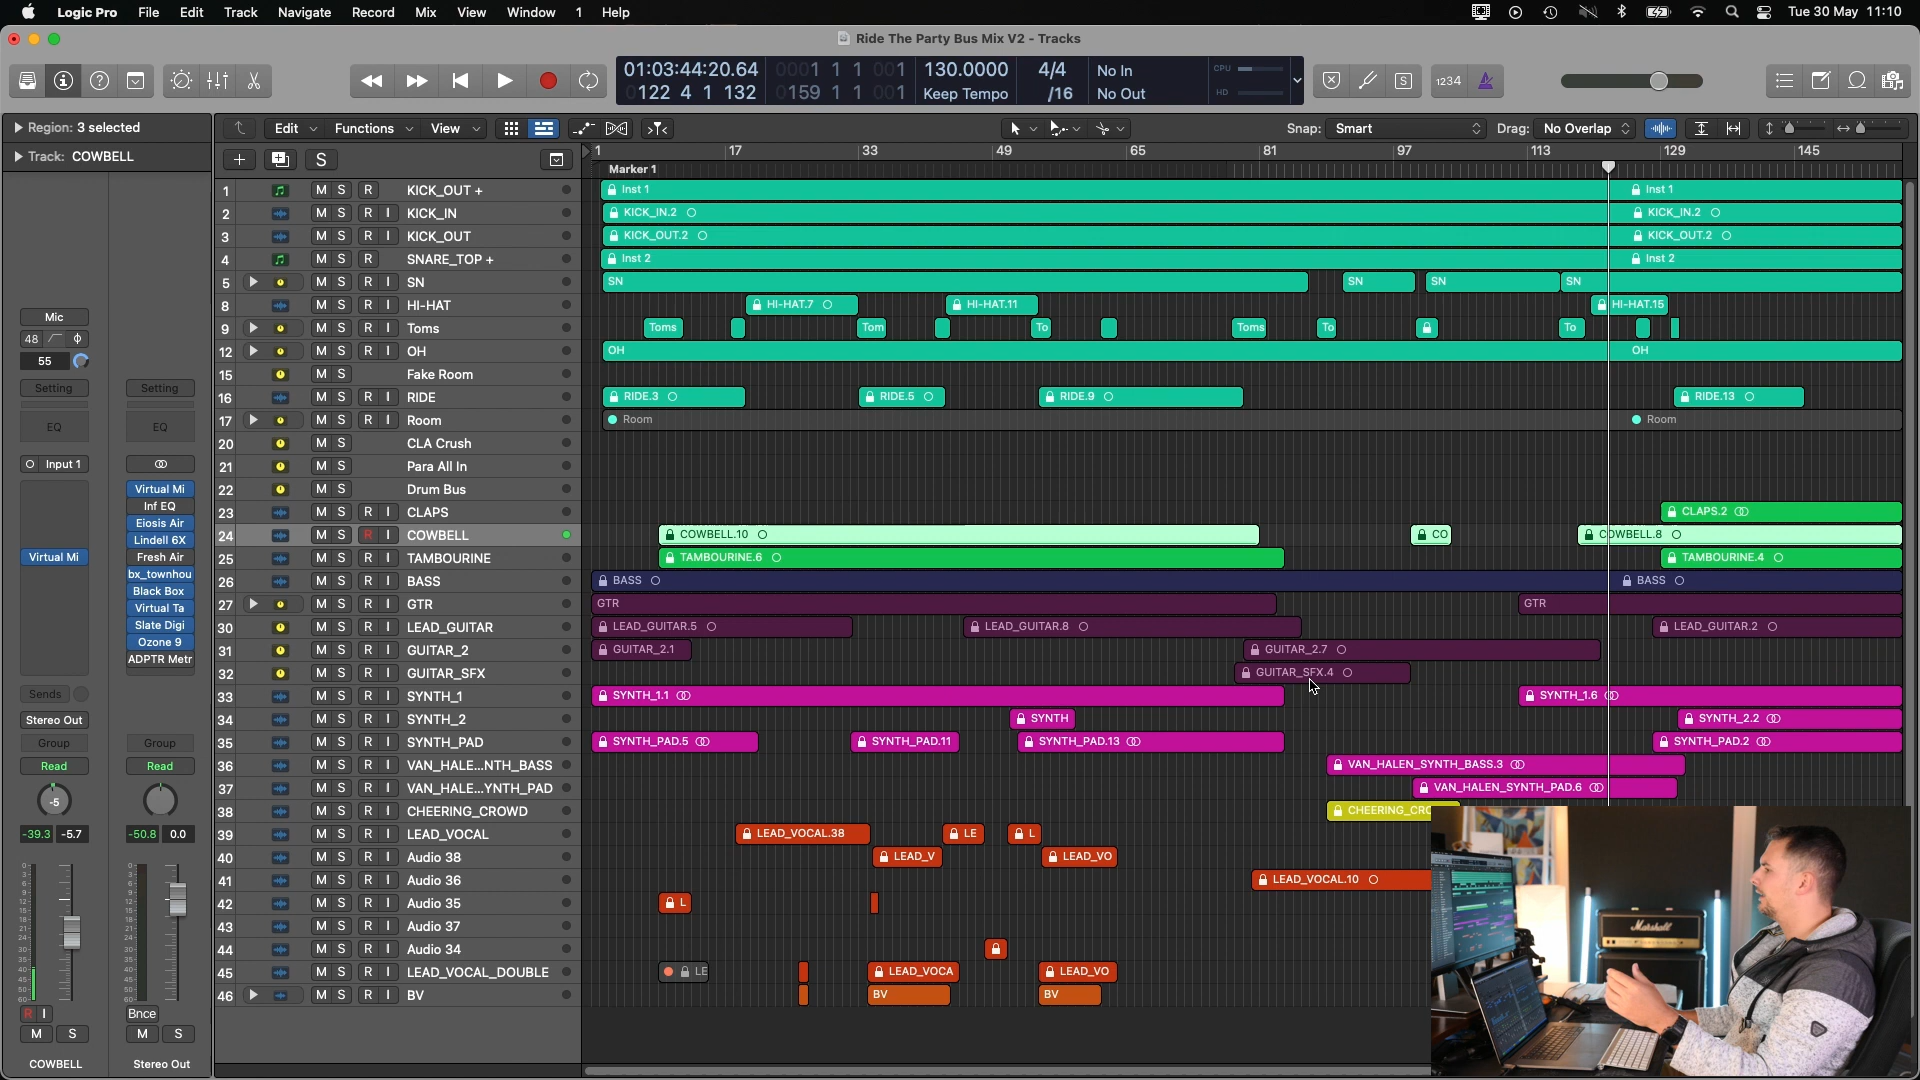 Logic Pro File Edit Track Navigate Record Mix View Window 1 Help Tue 30 May 11:10
Ride The Party Bus Mix V2 - Tracks
01:03:44:20.64 0001 1 1 001 130.0000 4/4 No In CPU
0122 4 1 132 0159 1 1 001 Keep Tempo /16 No Out HD
S 1234
Region: 3 selected
Edit Functions View Snap: Smart Drag: No Overlap
Track: COWBELL
S 1 17 33 49 65 81 97 113 129 145
Marker 1
1 M S R KICK_OUT + Inst 1 Inst 1
2 M S R I KICK_IN KICK_IN.2 KICK_IN.2
3 M S R I KICK_OUT KICK_OUT.2 KICK_OUT.2
4 M S R SNARE_TOP + Inst 2 Inst 2
5 M S R I SN SN SN SN SN
8 M S R I HI-HAT HI-HAT.7 HI-HAT.11 HI-HAT.15
9 M S R I Toms Toms Tom To Toms To To
12 M S R I OH OH OH
15 M S Fake Room
16 M S R I RIDE RIDE.3 RIDE.5 RIDE.9 RIDE.13
17 M S R I Room Room Room
20 M S CLA Crush
21 M S Para All In
22 M S Drum Bus
23 M S R I CLAPS CLAPS.2
24 M S R I COWBELL COWBELL.10 CO COWBELL.8
25 M S R I TAMBOURINE TAMBOURINE.6 TAMBOURINE.4
26 M S R I BASS BASS BASS
27 M S R I GTR GTR GTR
30 M S R I LEAD_GUITAR LEAD_GUITAR.5 LEAD_GUITAR.8 LEAD_GUITAR.2
31 M S R I GUITAR_2 GUITAR_2.1 GUITAR_2.7
32 M S R I GUITAR_SFX GUITAR_SFX.4
33 M S R I SYNTH_1 SYNTH_1.1 SYNTH_1.6
34 M S R I SYNTH_2 SYNTH SYNTH_2.2
35 M S R I SYNTH_PAD SYNTH_PAD.5 SYNTH_PAD.11 SYNTH_PAD.13 SYNTH_PAD.2
36 M S R I VAN_HALE...NTH_BASS VAN_HALEN_SYNTH_BASS.3
37 M S R I VAN_HALE...YNTH_PAD VAN_HALEN_SYNTH_PAD.6
38 M S R I CHEERING_CROWD CHEERING_CRO
39 M S R I LEAD_VOCAL LEAD_VOCAL.38 LE L
40 M S R I Audio 38 LEAD_V LEAD_VO
41 M S R I Audio 36 LEAD_VOCAL.10
42 M S R I Audio 35 L
43 M S R I Audio 37
44 M S R I Audio 34
45 M S R I LEAD_VOCAL_DOUBLE LE LEAD_VOCA LEAD_VO
46 M S R I BV BV BV
Mic
48
55
Setting Setting
EQ EQ
Input 1
Virtual Mi
Inf EQ
Eiosis Air
Lindell 6X
Virtual Mi Fresh Air
bx_townhou
Black Box
Virtual Ta
Slate Digi
Ozone 9
ADPTR Metr
Sends
Stereo Out
Group Group
Read Read
-5
-39.3 -5.7 -50.8 0.0
R I Bnce
M S M S
COWBELL Stereo Out
Marshall